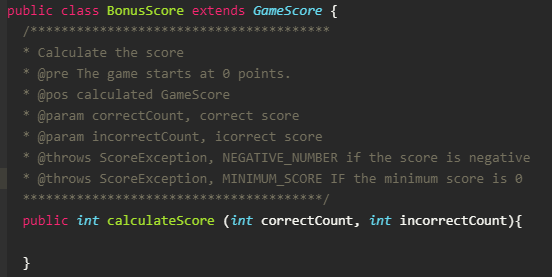 public class BonusScore extends GameScore {
/***************************************
* Calculate the score
* @pre The game starts at 0 points.
* @pos calculated GameScore
* @param correctCount, correct score
* @param incorrectCount, icorrect score
* @throws ScoreException, NEGATIVE_NUMBER if the score is negative
* @throws ScoreException, MINIMUM_SCORE IF the minimum score is 0
***************************************/
public int calculateScore (int correctCount, int incorrectCount){
}